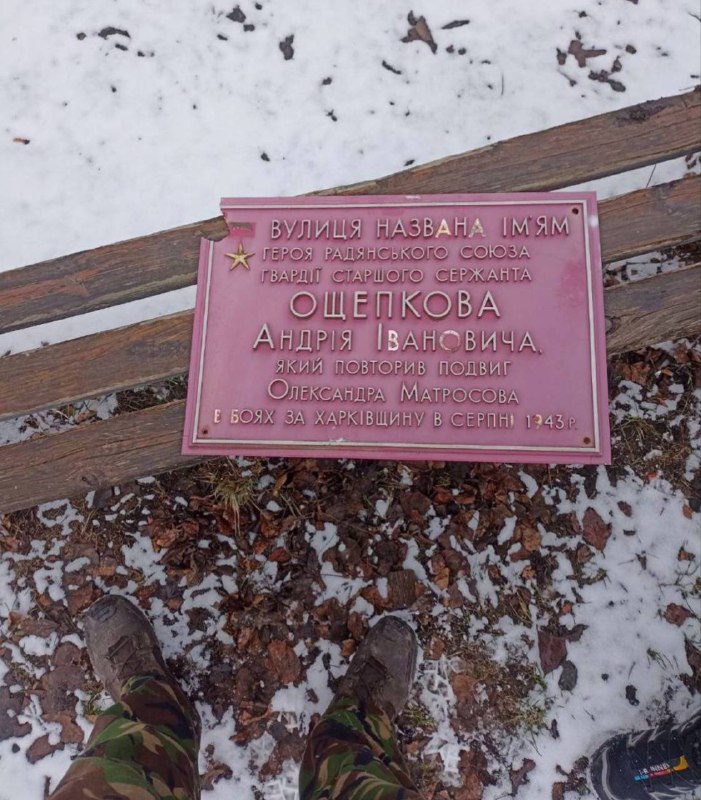 ВУЛИЦЯ НАЗВАНА ІМ'ЯМ
ГЕРОЯ РАДЯНСЬКОГО СОЮЗА
ГВАРДІЇ СТАРШОГО СЕРЖАНТА
ОЩЕПКОВА
АНДРІЯ ІВАНОВИЧА,
ЯКИЙ ПОВТОРИВ ПОДВИГ
ОЛЕКСАНДРА МАТРОСОВА
В БОЯХ ЗА ХАРКІВЩИНУ В СЕРПНІ 1943 Р.